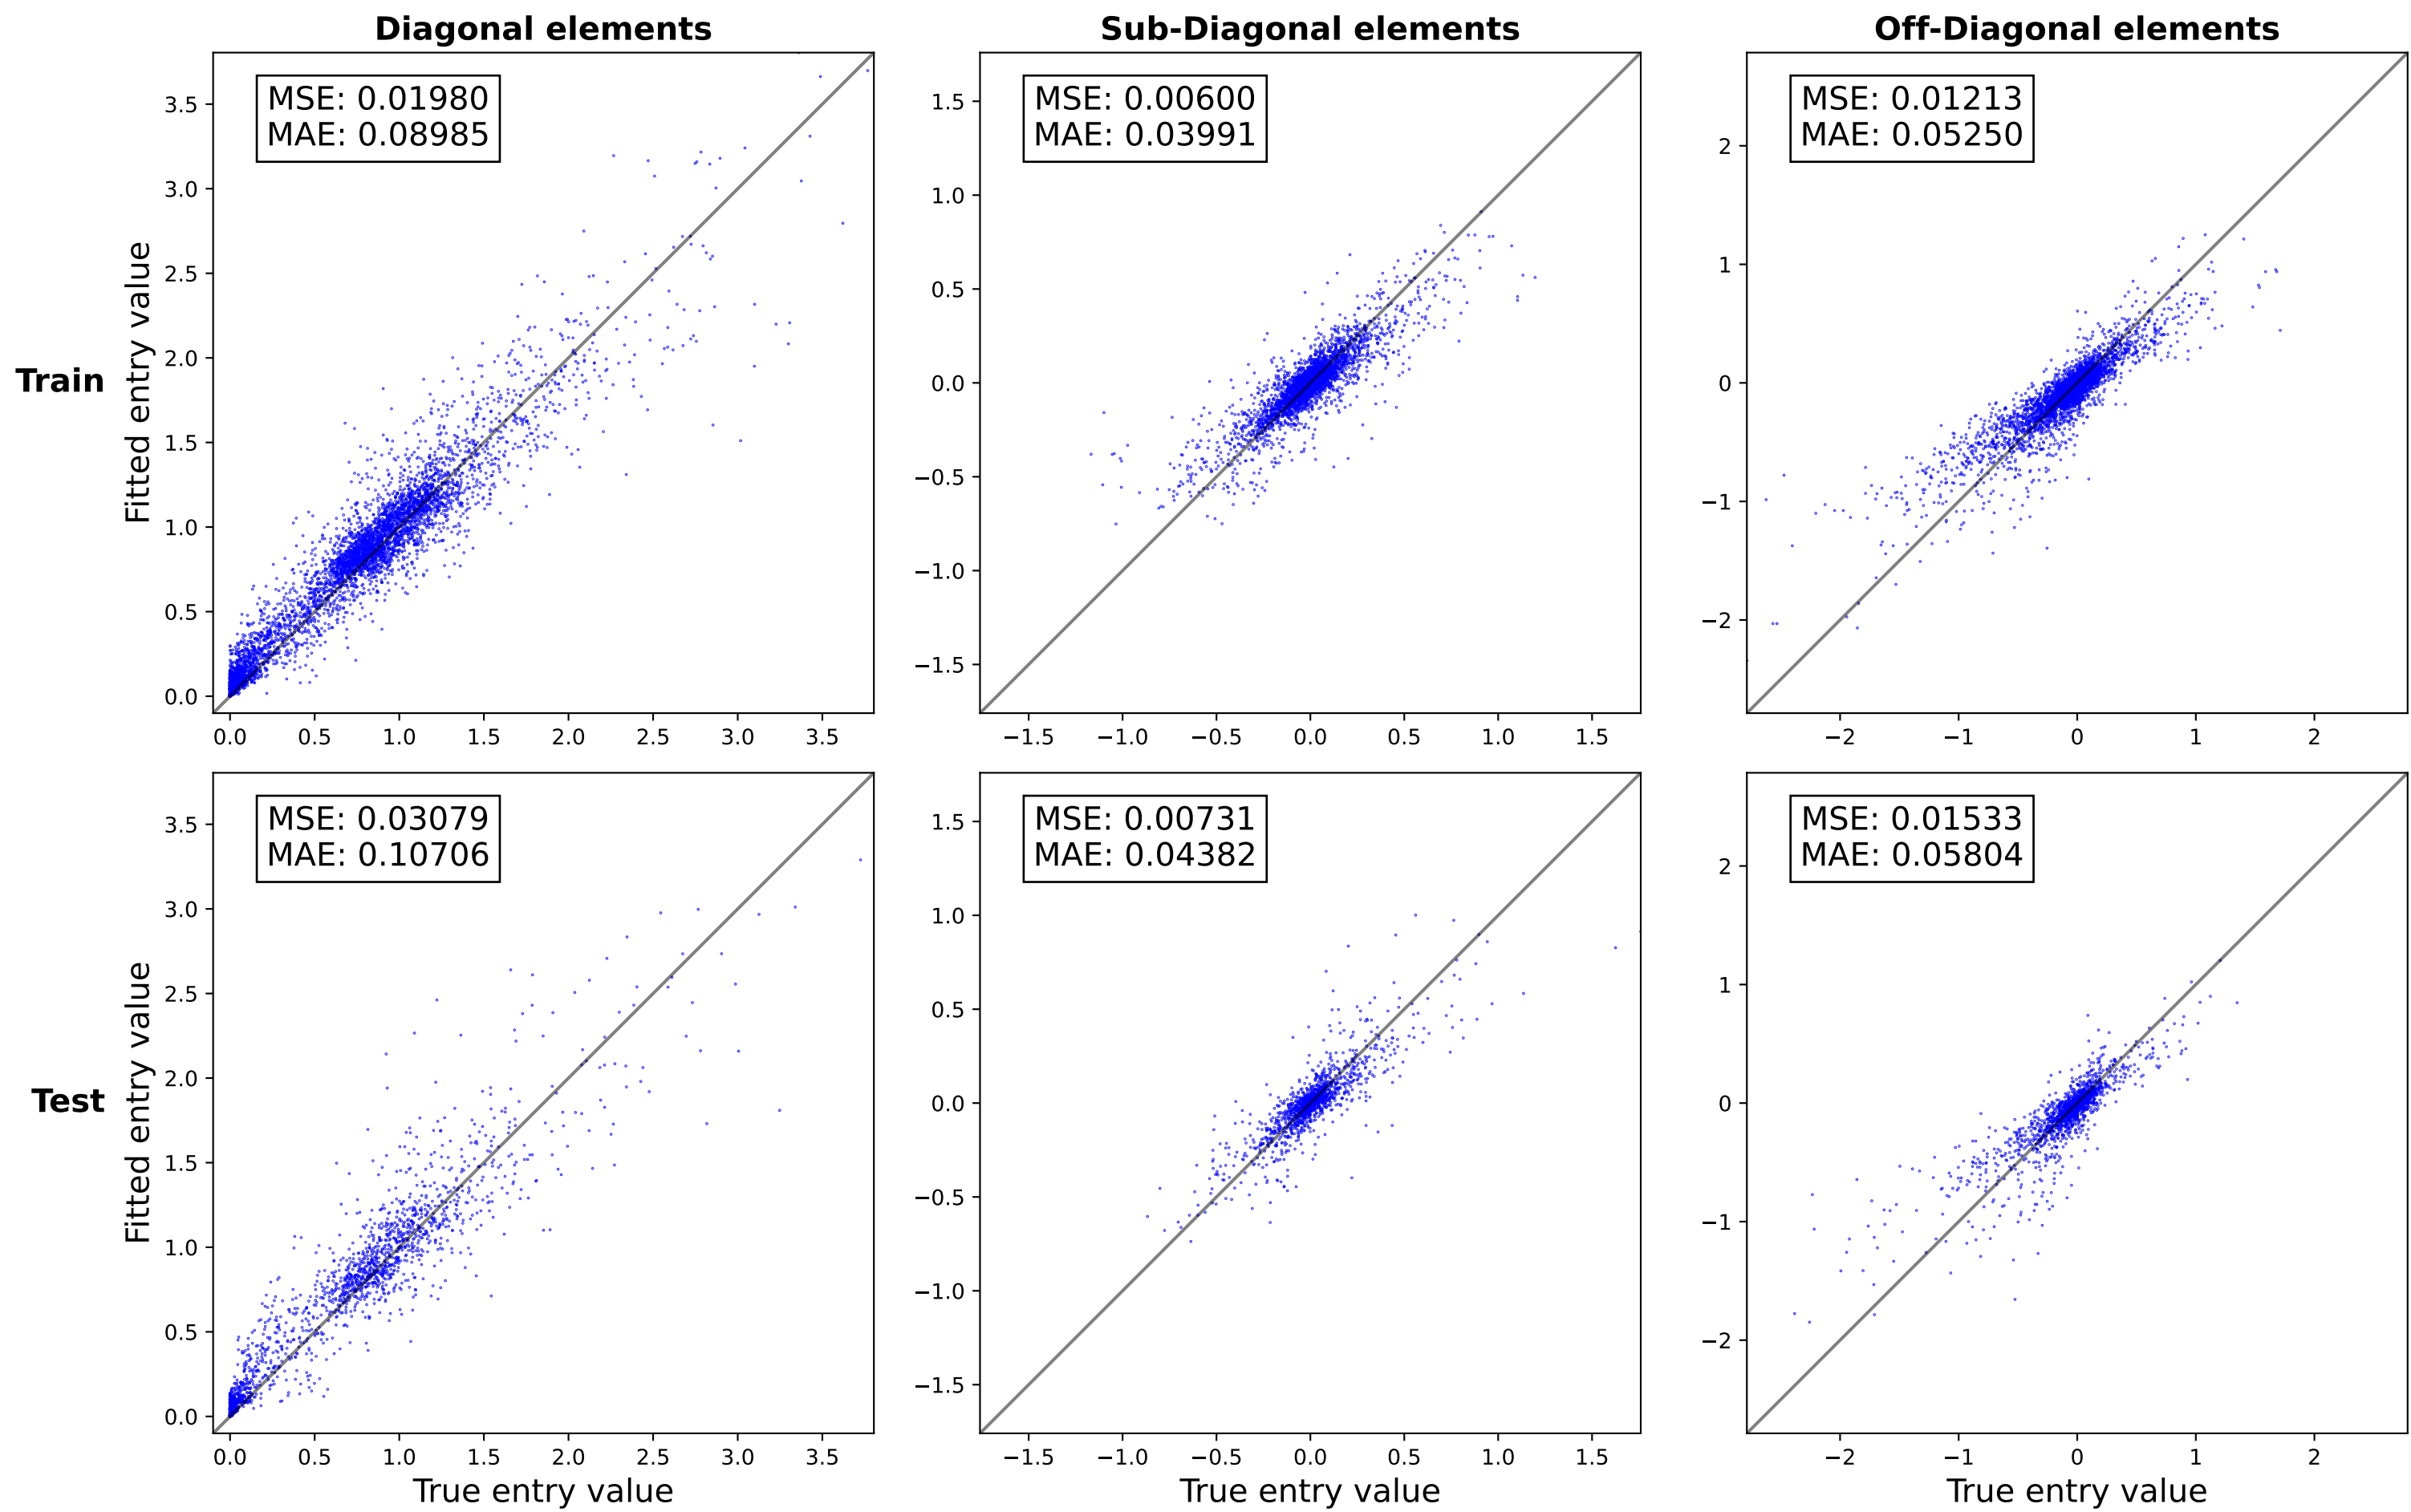 Diagonal elements
Sub-Diagonal elements
Off-Diagonal elements
Train
Fitted entry value
MSE: 0.01980
MAE: 0.08985
3.5
3.0
2.5
2.0
1.5
1.0
0.5
0.0
0.0 0.5 1.0 1.5 2.0 2.5 3.0 3.5
MSE: 0.00600
MAE: 0.03991
1.5
1.0
0.5
0.0
−0.5
−1.0
−1.5
−1.5 −1.0 −0.5 0.0 0.5 1.0 1.5
MSE: 0.01213
MAE: 0.05250
2
1
0
−1
−2
−2 −1 0 1 2
Test
Fitted entry value
MSE: 0.03079
MAE: 0.10706
3.5
3.0
2.5
2.0
1.5
1.0
0.5
0.0
0.0 0.5 1.0 1.5 2.0 2.5 3.0 3.5
True entry value
MSE: 0.00731
MAE: 0.04382
1.5
1.0
0.5
0.0
−0.5
−1.0
−1.5
−1.5 −1.0 −0.5 0.0 0.5 1.0 1.5
True entry value
MSE: 0.01533
MAE: 0.05804
2
1
0
−1
−2
−2 −1 0 1 2
True entry value